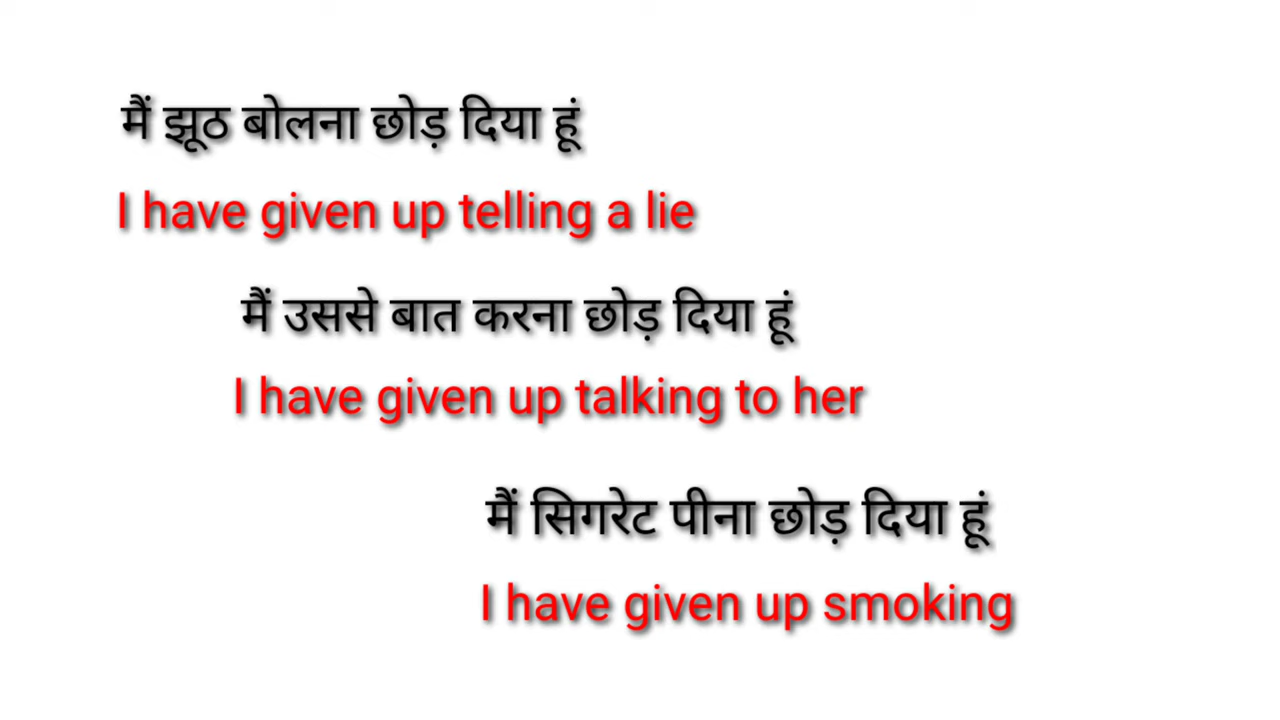 मैं झूठ बोलना छोड़ दिया हूं
I have given up telling a lie
मैं उससे बात करना छोड़ दिया हूं
I have given up talking to her
मैं सिगरेट पीना छोड़ दिया हूं
I have given up smoking